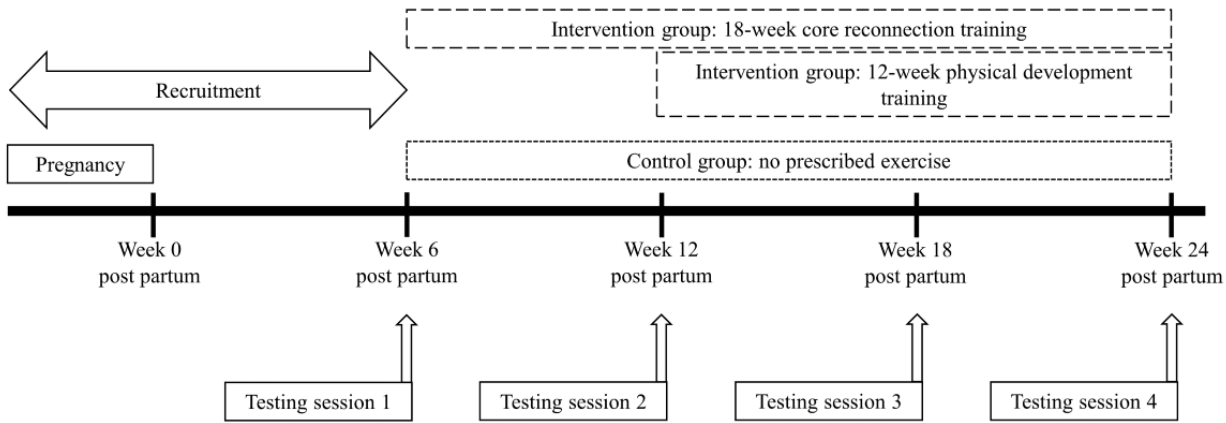 Intervention group: 18-week core reconnection training
Intervention group: 12-week physical development
training
Recruitment
Pregnancy
Control group: no prescribed exercise
Week 0
post partum
Week 6
post partum
Week 12
post partum
Week 18
post partum
Week 24
post partum
Testing session 1
Testing session 2
Testing session 3
Testing session 4